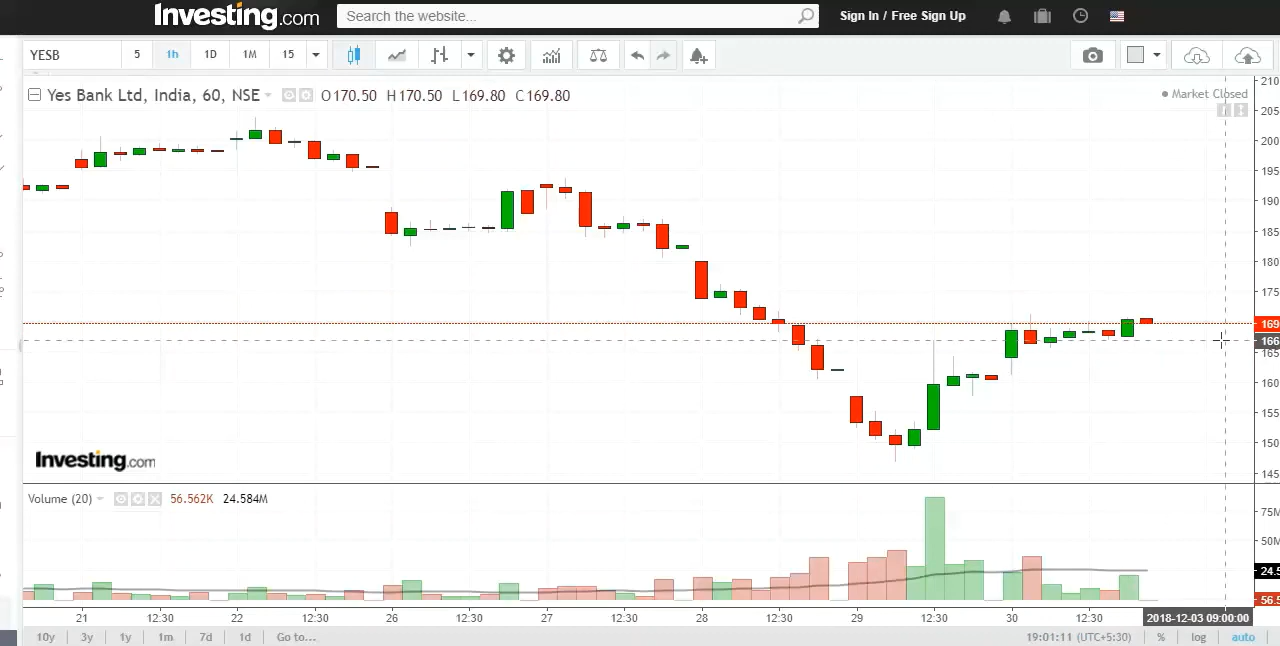 Investing.com Search the website... Sign In / Free Sign Up
YESB 5 1h 1D 1M 15
Yes Bank Ltd, India, 60, NSE O170.50 H170.50 L169.80 C169.80
Market Closed
210
205
200
195
190
185
180
175
169
166
165
160
155
150
145
Investing.com
Volume (20) 56.562K 24.584M
75M
50M
24.5
56.5
21 12:30 22 12:30 26 12:30 27 12:30 28 12:30 29 12:30 30 12:30 2018-12-03 09:00:00
10y 3y 1y 1m 7d 1d Go to... 19:01:11 (UTC+5:30) % log auto